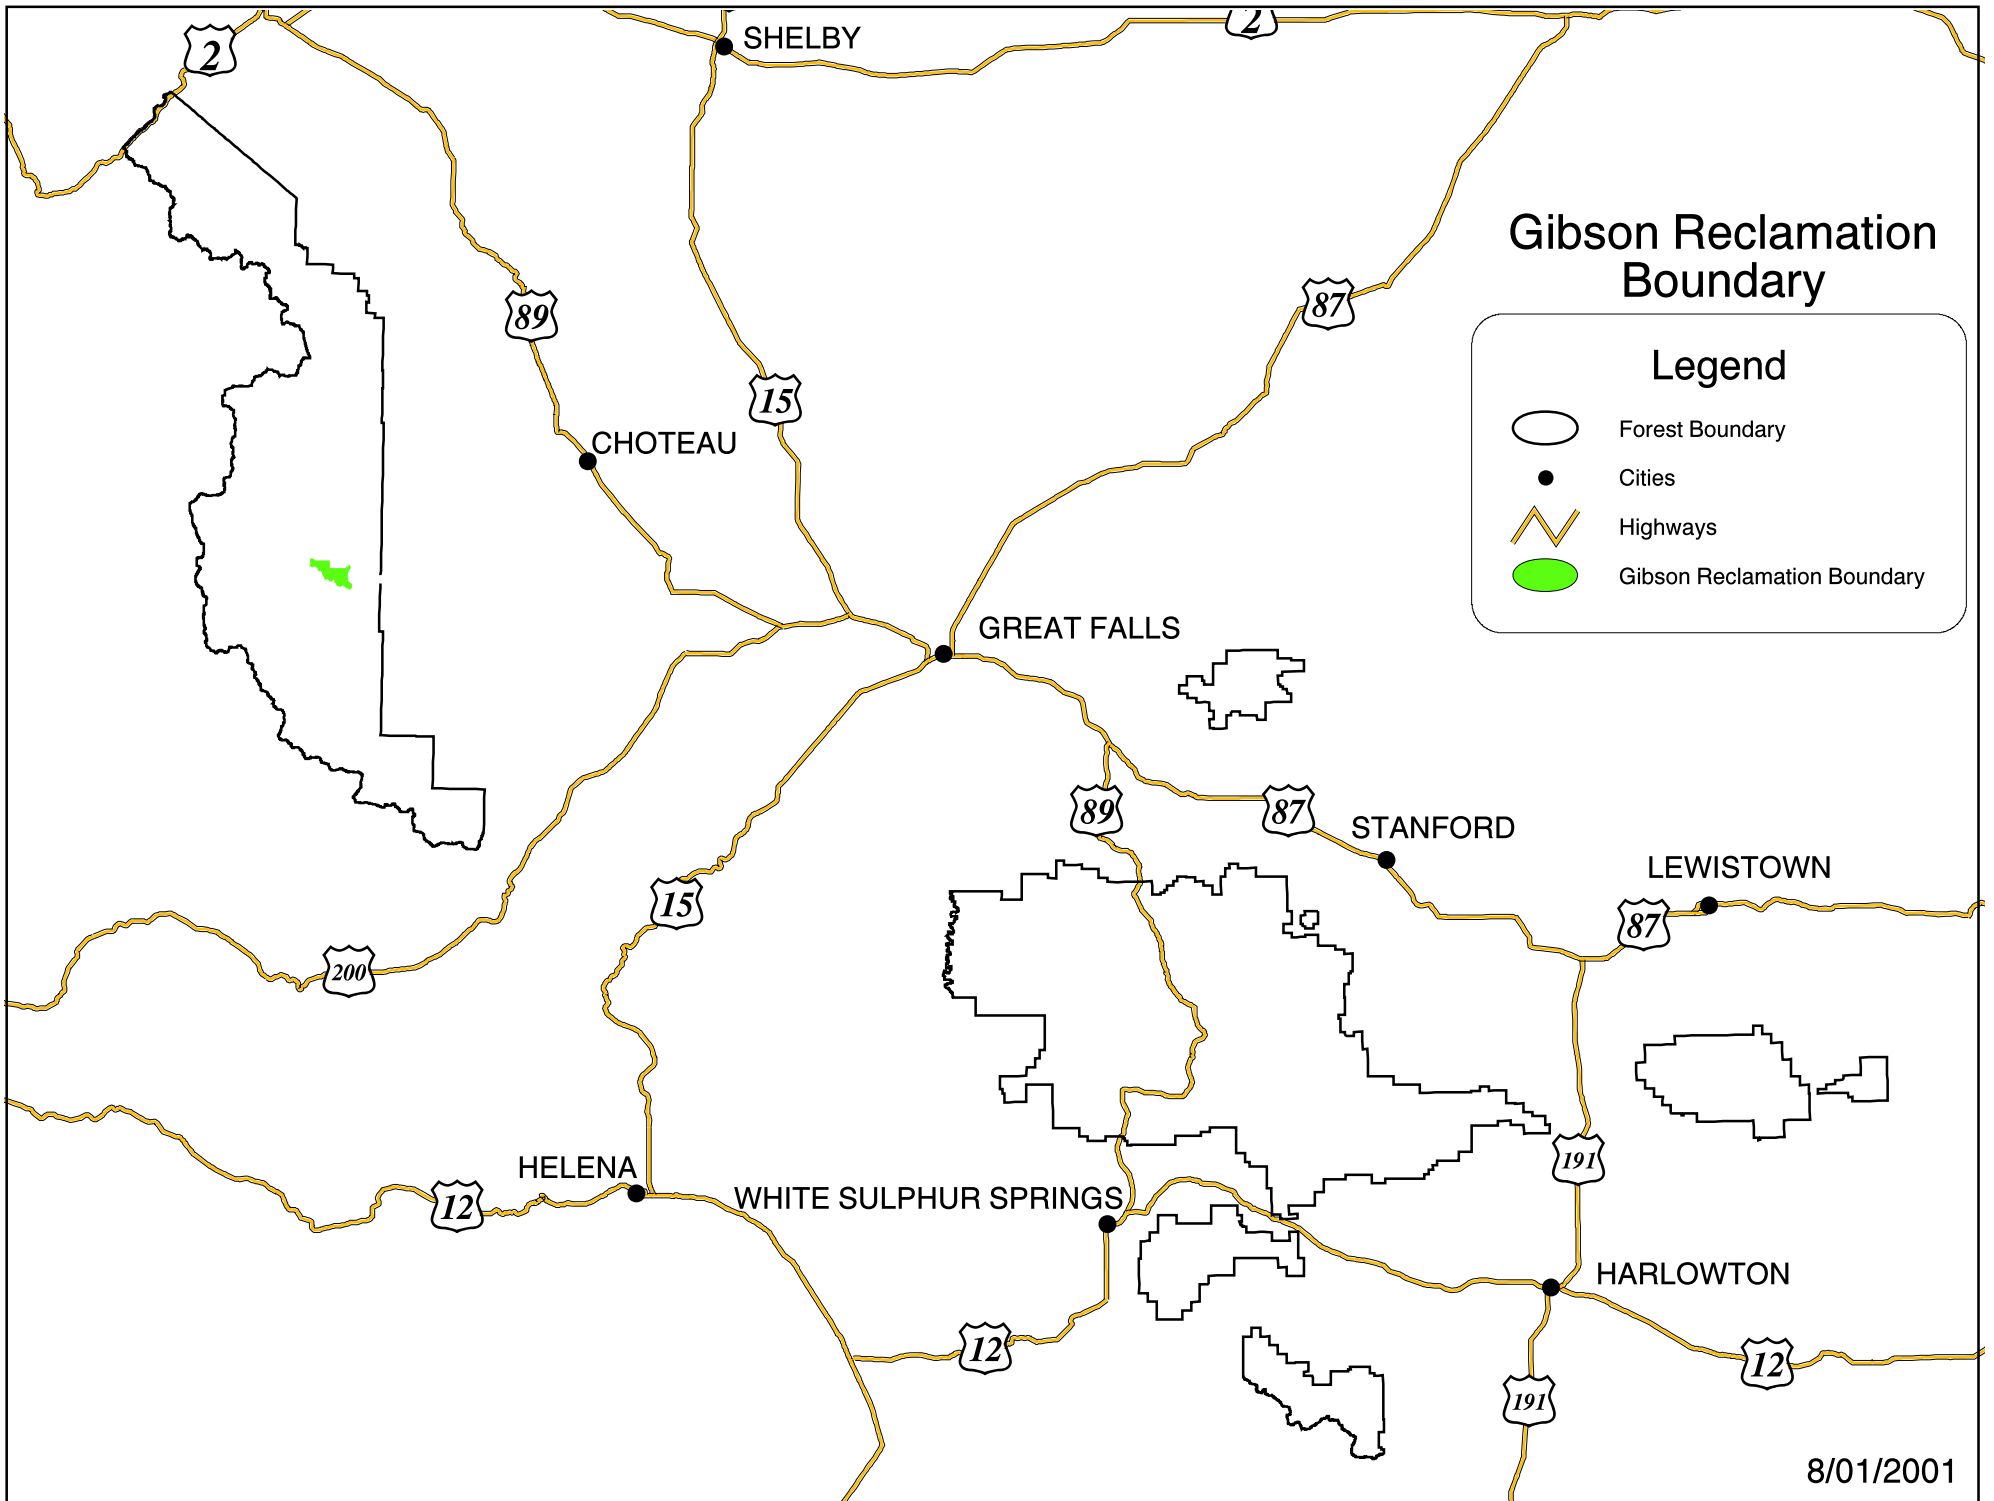 2
SHELBY
2
Gibson Reclamation
Boundary
89
87
15
Legend
Forest Boundary
CHOTEAU
Cities
Highways
Gibson Reclamation Boundary
GREAT FALLS
89
87
STANFORD
LEWISTOWN
15
87
200
191
HELENA
12
WHITE SULPHUR SPRINGS
HARLOWTON
12
12
191
8/01/2001